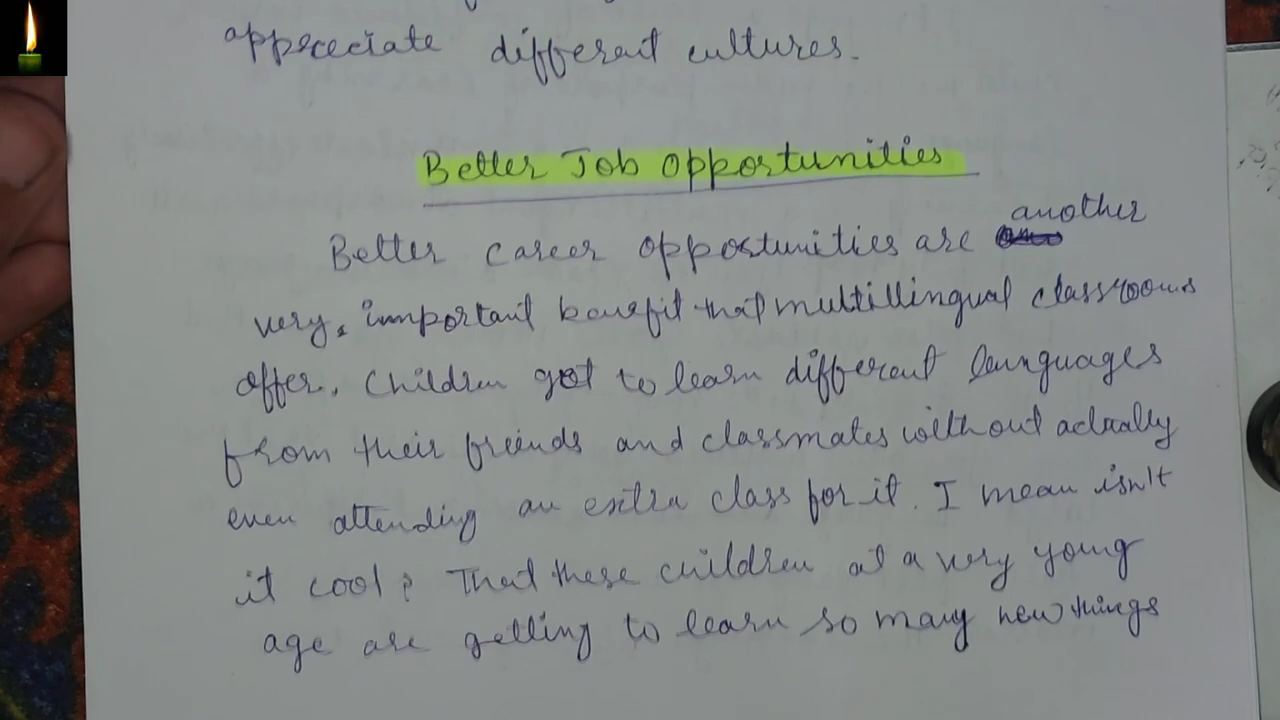 appreciate different cultures.
Better Job Opportunities
another
Better career opportunities are
very, important benefit that multillingual classrooms
offer. Children got to learn different languages
from their friends and classmates without actually
even attending an extra class for it. I mean isn't
it cool? That these children at a very young
age are getting to learn so many new things